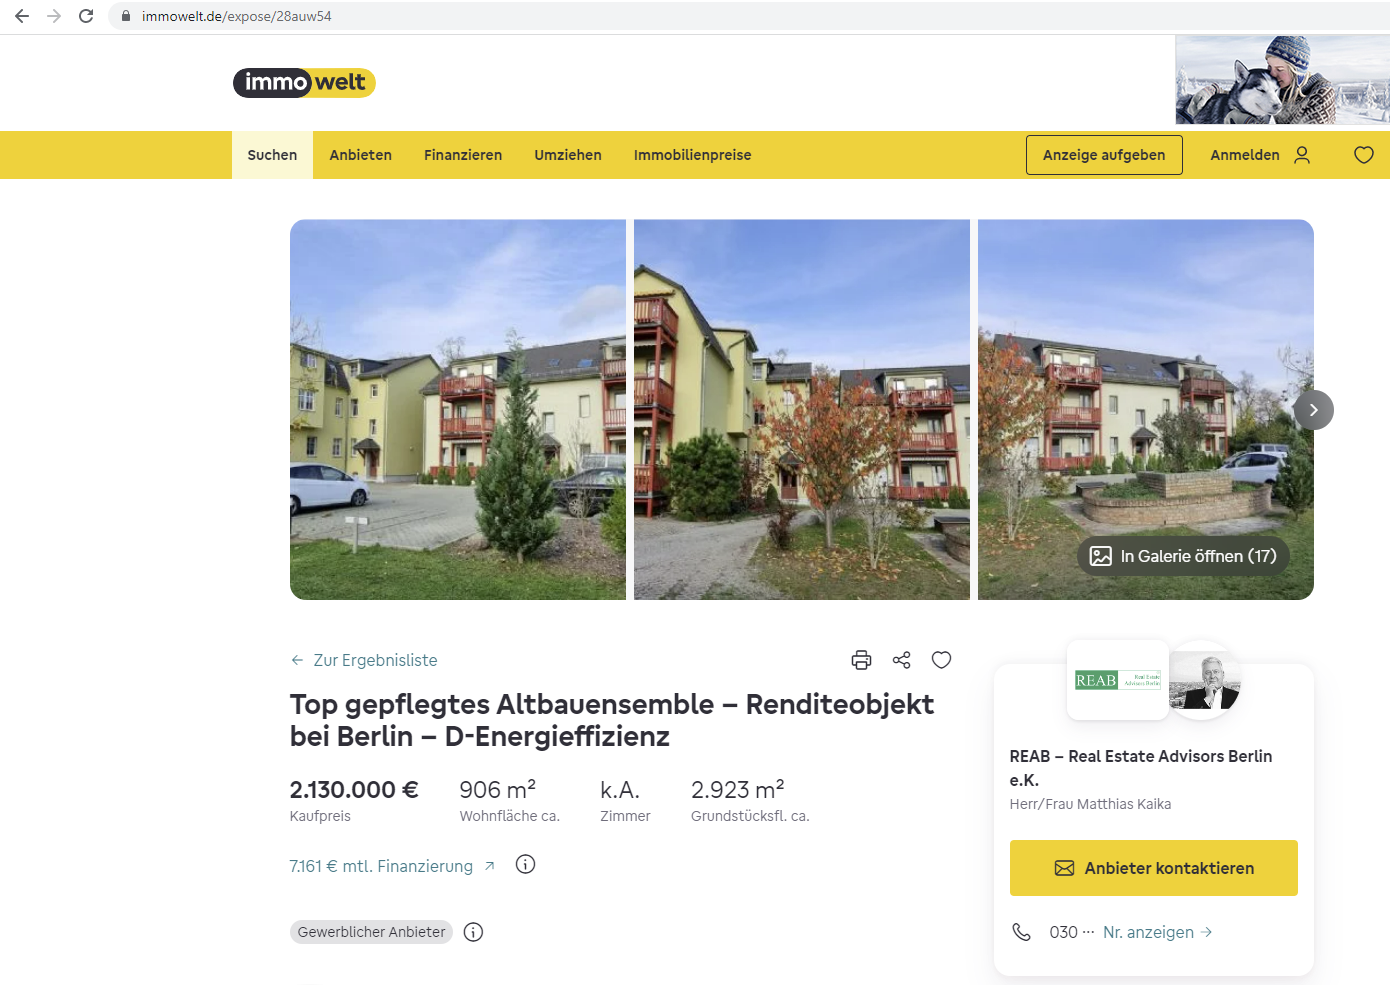 immowelt.de/expose/28auw54
immowelt
Suchen
Anbieten
Finanzieren
Umziehen
Immobilienpreise
Anzeige aufgeben
Anmelden
In Galerie öffnen (17)
← Zur Ergebnisliste
Top gepflegtes Altbauensemble – Renditeobjekt
bei Berlin – D-Energieffizienz
2.130.000 €
Kaufpreis
906 m²
Wohnfläche ca.
k.A.
Zimmer
2.923 m²
Grundstücksfl. ca.
7.161 € mtl. Finanzierung
Gewerblicher Anbieter
REAB
Real Estate
Advisors Berlin
REAB – Real Estate Advisors Berlin
e.K.
Herr/Frau Matthias Kaika
Anbieter kontaktieren
030 ··· Nr. anzeigen →